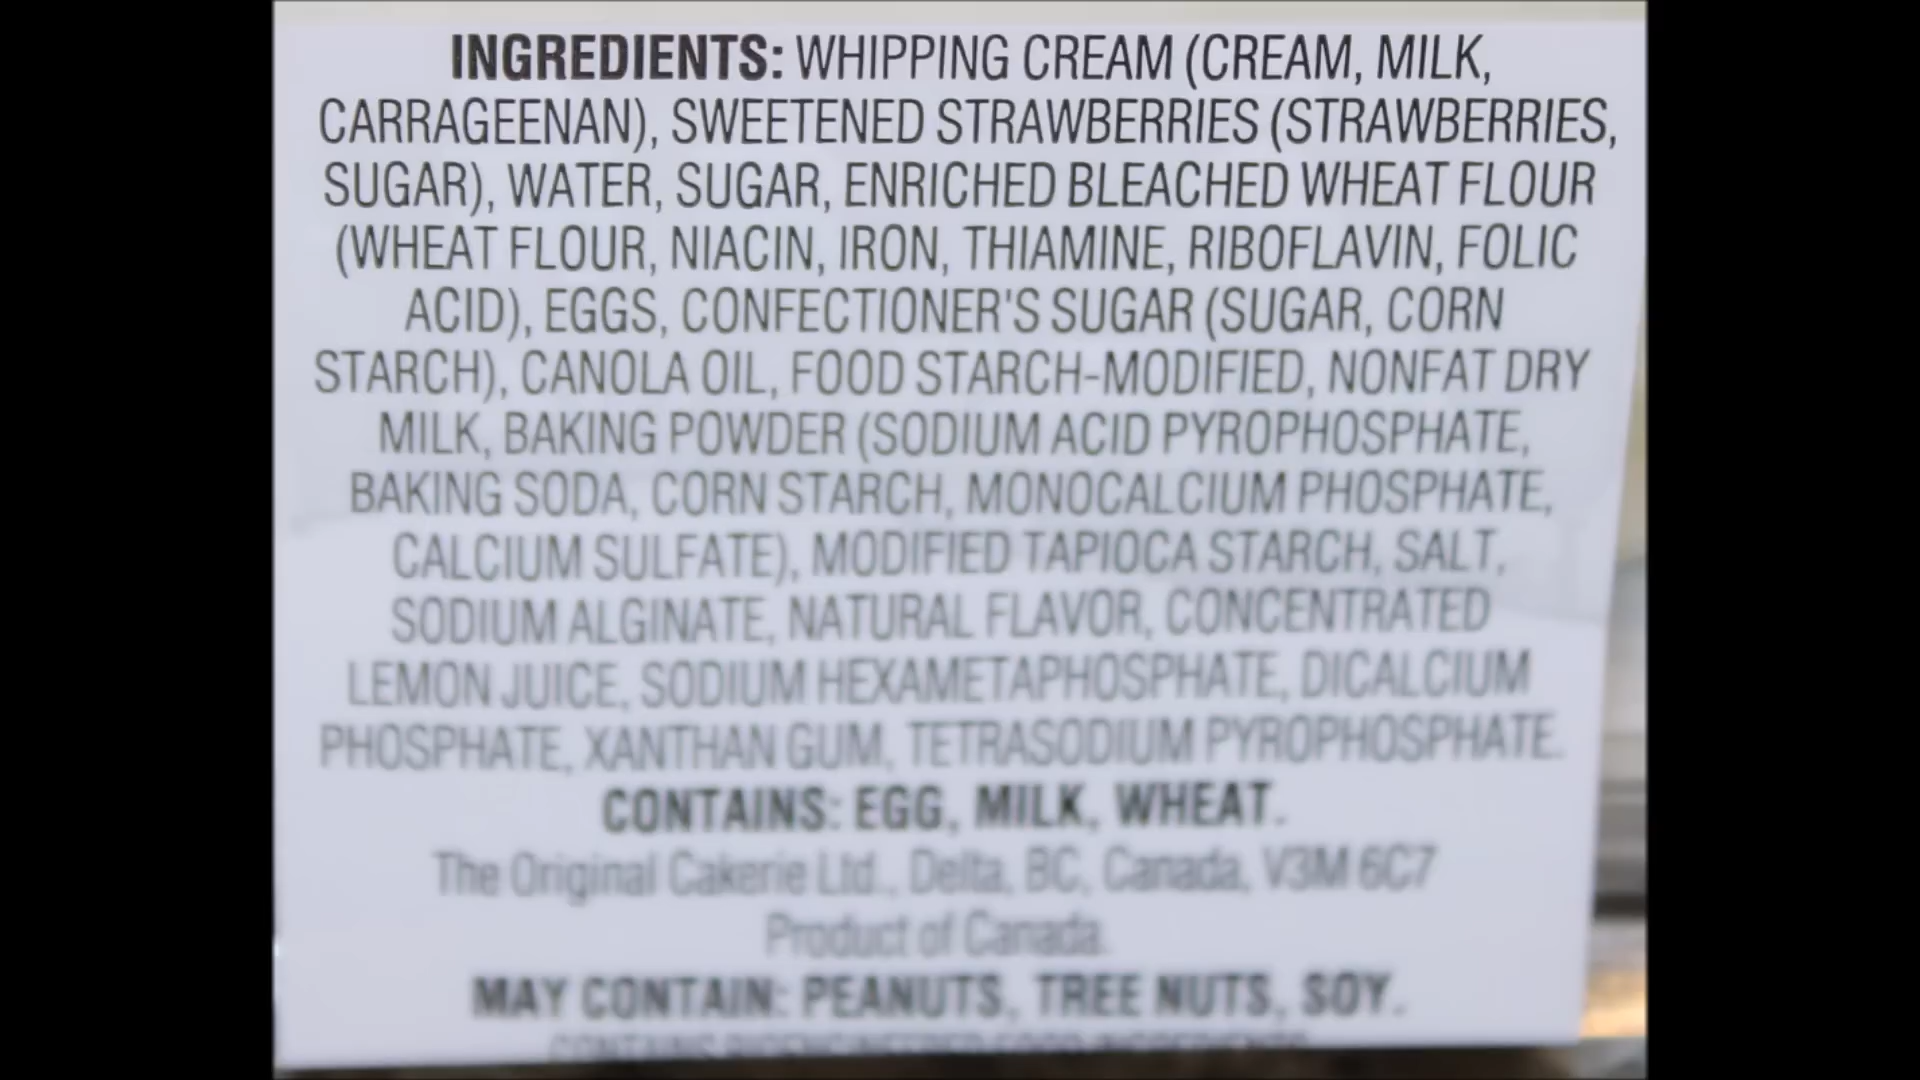 INGREDIENTS: WHIPPING CREAM (CREAM, MILK,
CARRAGEENAN), SWEETENED STRAWBERRIES (STRAWBERRIES,
SUGAR), WATER, SUGAR, ENRICHED BLEACHED WHEAT FLOUR
(WHEAT FLOUR, NIACIN, IRON, THIAMINE, RIBOFLAVIN, FOLIC
ACID), EGGS, CONFECTIONER'S SUGAR (SUGAR, CORN
STARCH), CANOLA OIL, FOOD STARCH-MODIFIED, NONFAT DRY
MILK, BAKING POWDER (SODIUM ACID PYROPHOSPHATE,
BAKING SODA, CORN STARCH, MONOCALCIUM PHOSPHATE,
CALCIUM SULFATE), MODIFIED TAPIOCA STARCH, SALT,
SODIUM ALGINATE, NATURAL FLAVOR, CONCENTRATED
LEMON JUICE, SODIUM HEXAMETAPHOSPHATE, DICALCIUM
PHOSPHATE, XANTHAN GUM, TETRASODIUM PYROPHOSPHATE.
CONTAINS: EGG, MILK, WHEAT.
The Original Cakerie Ltd., Delta, BC, Canada, V3M 6C7
Product of Canada.
MAY CONTAIN: PEANUTS, TREE NUTS, SOY.
CONTAINS BIOENGINEERED FOOD INGREDIENTS